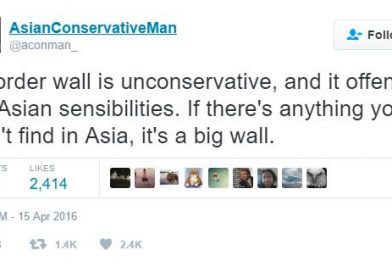 AsianConservativeMan
@aconman_
Follo
order wall is unconservative, and it offen
Asian sensibilities. If there's anything yo
't find in Asia, it's a big wall.
LIKES
2,414
M - 15 Apr 2016
1.4K 2.4K